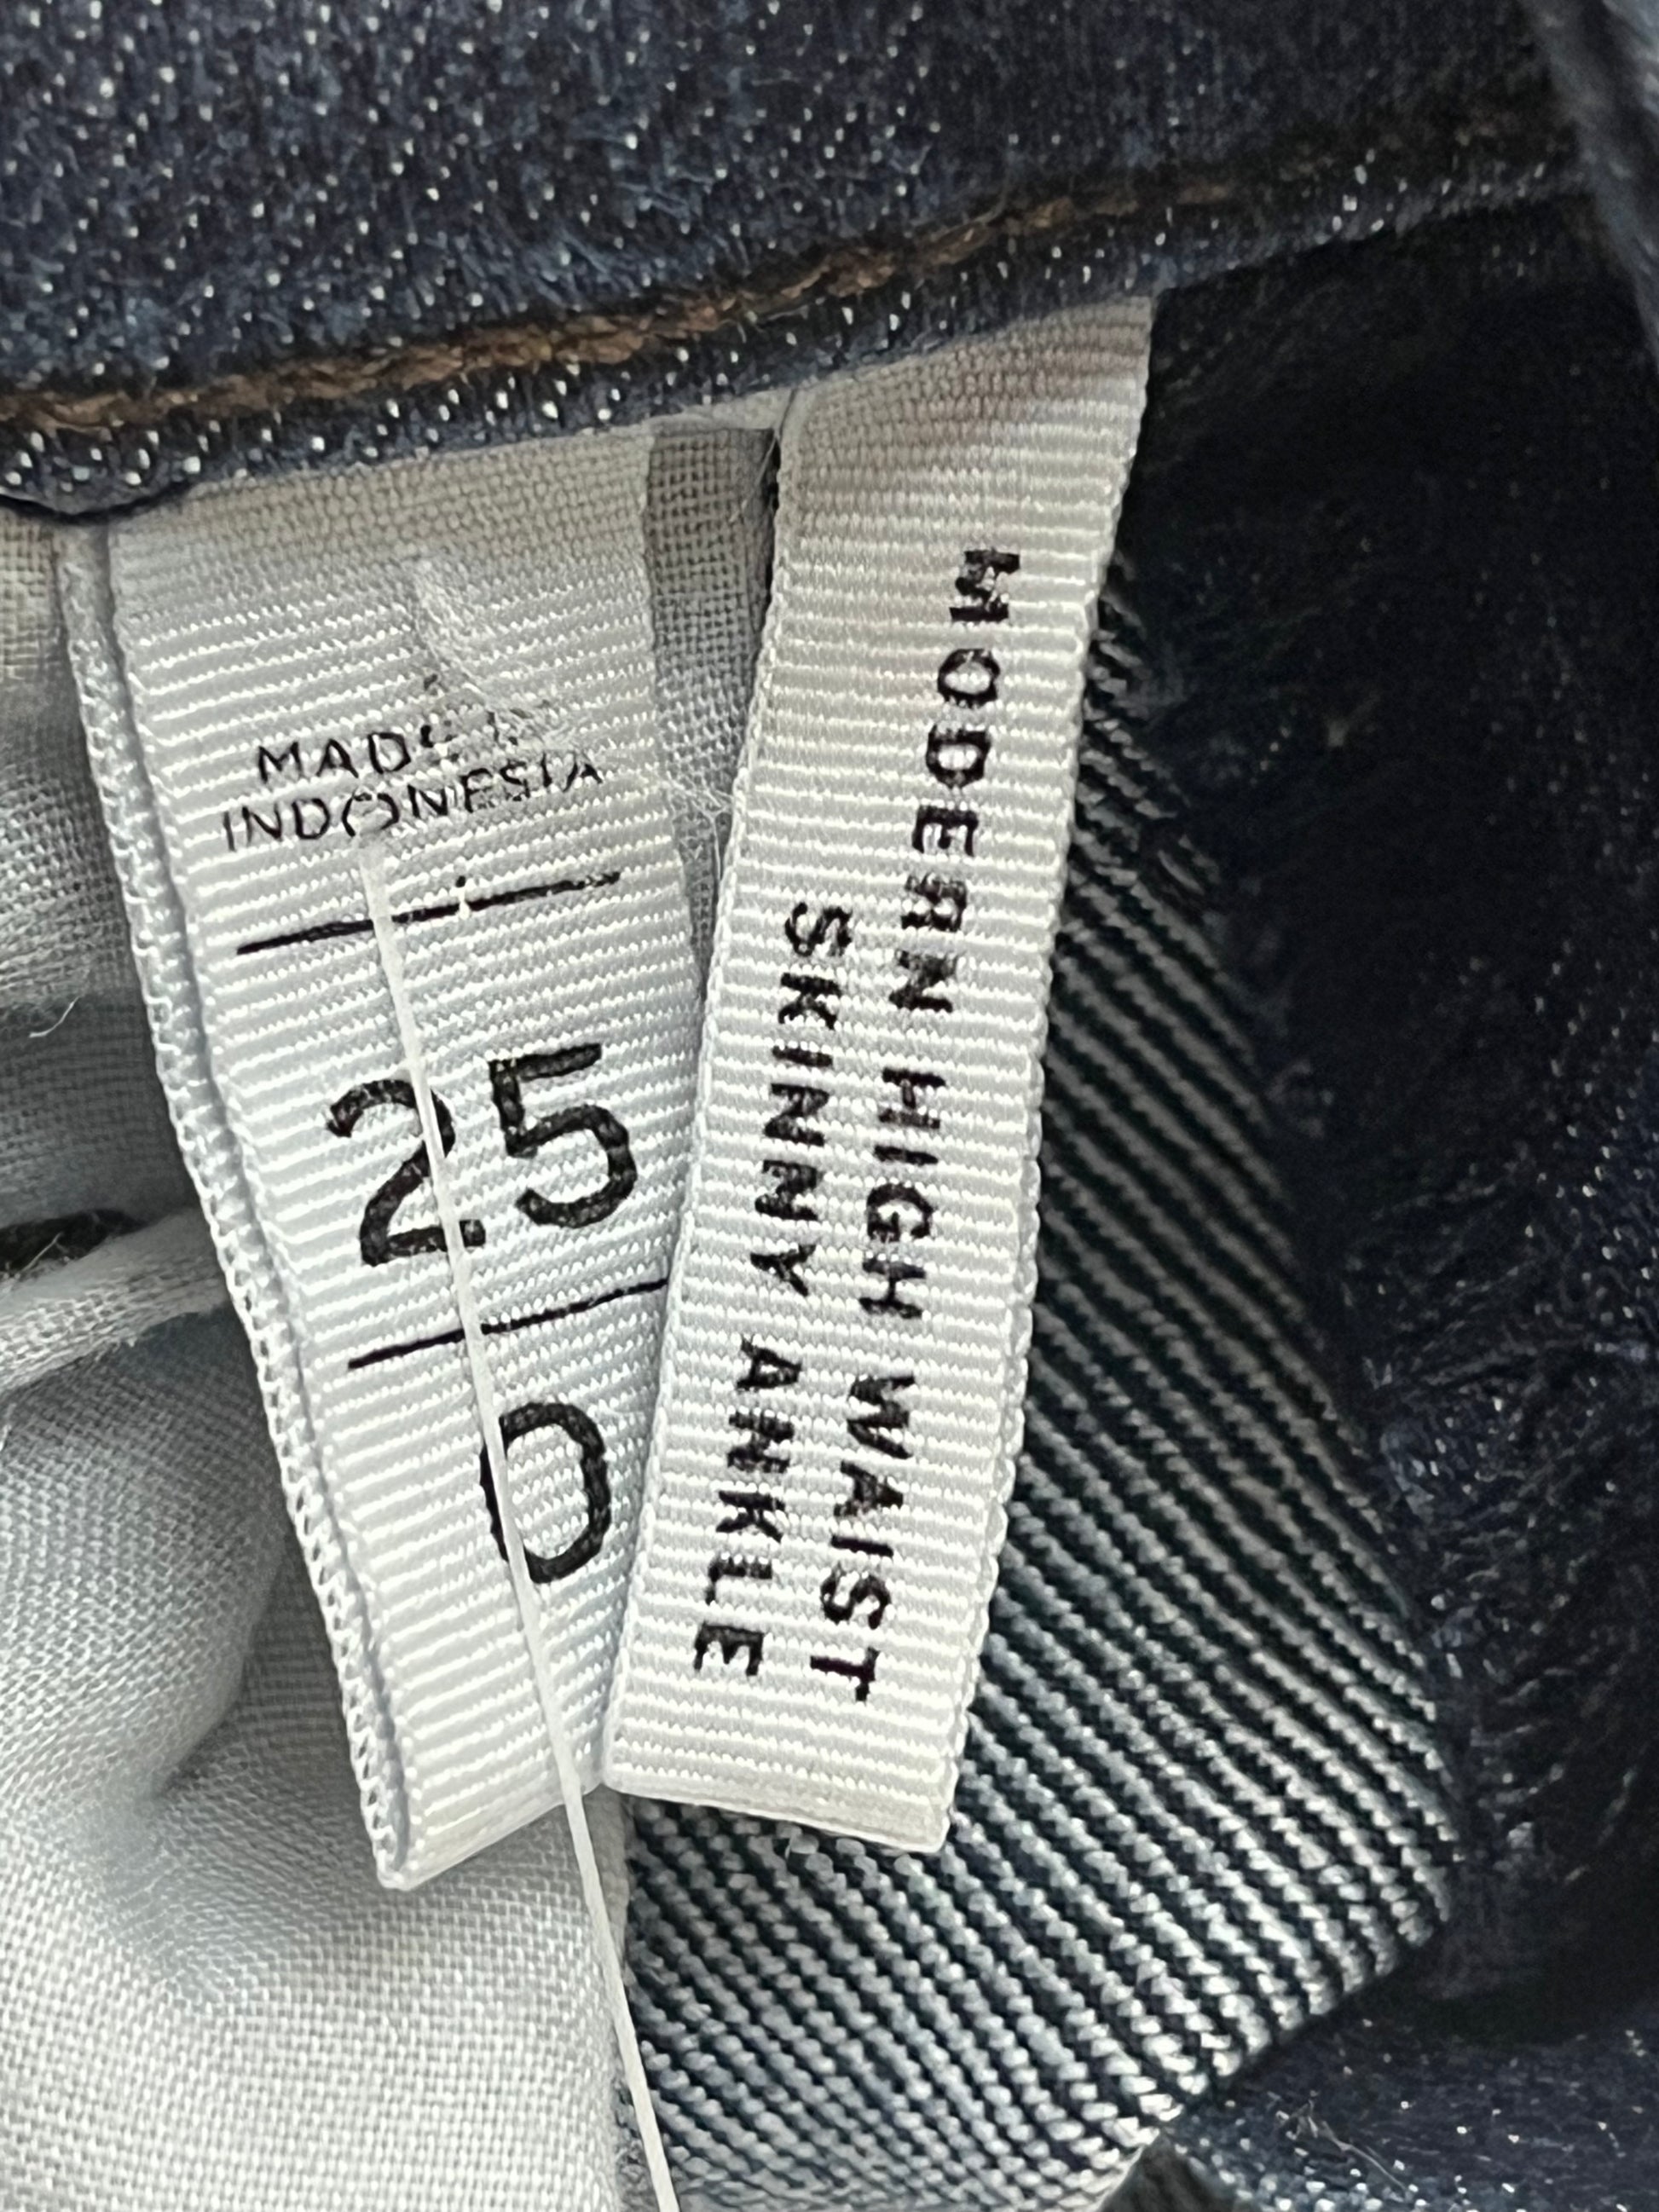 MADE IN
INDONESIA
25
0
MODERN HIGH WAIST
SKINNY ANKLE